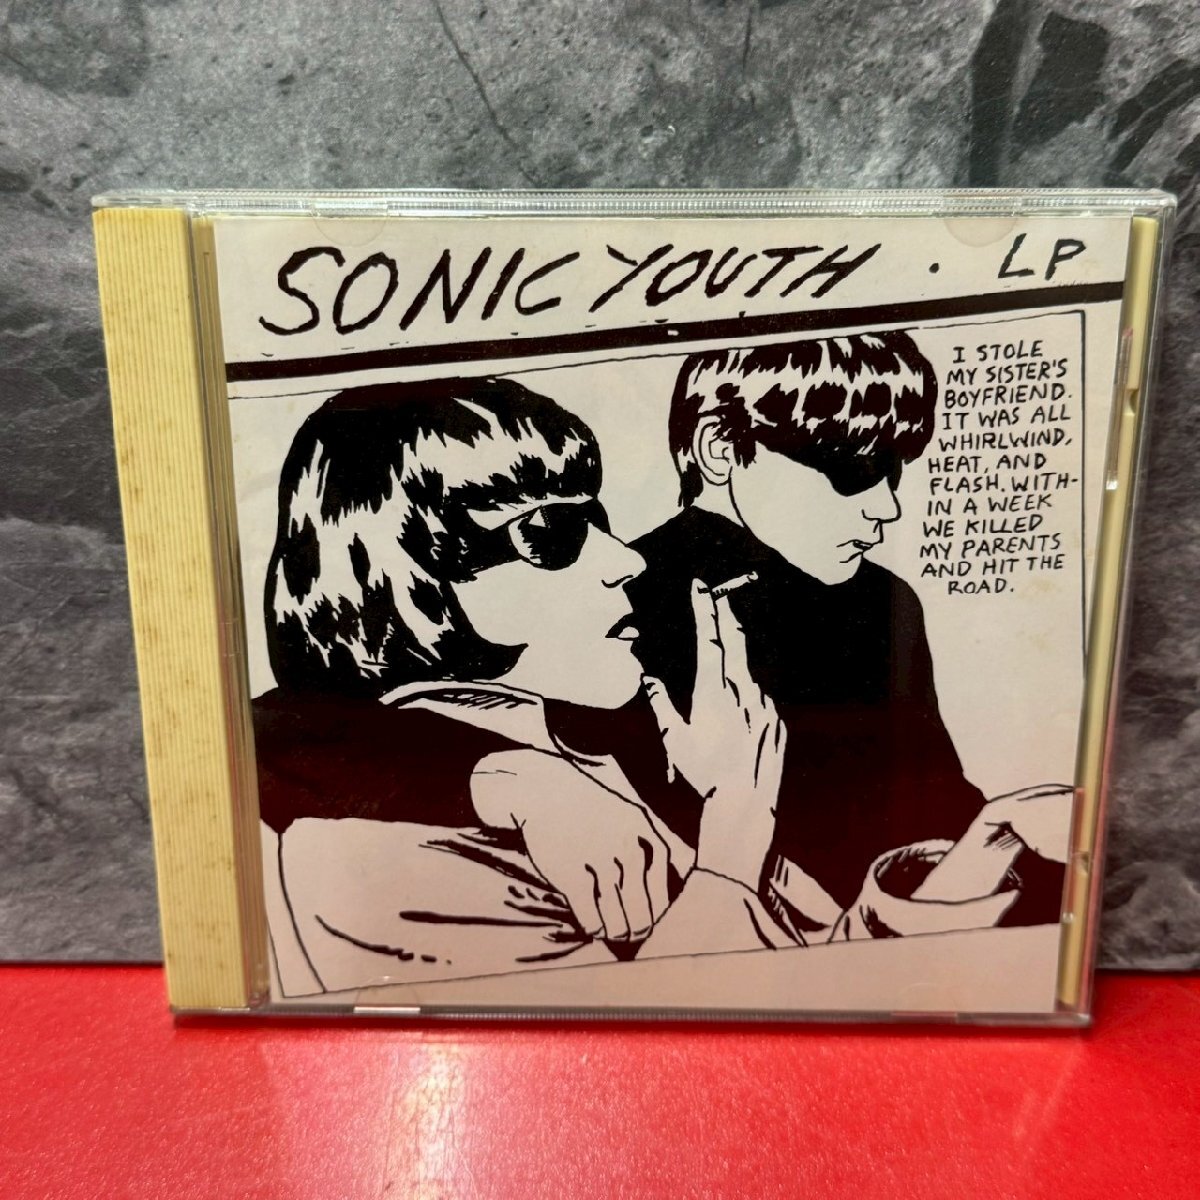 SONIC YOUTH · LP
I STOLE
MY SISTER'S
BOYFRIEND.
IT WAS ALL
WHIRLWIND,
HEAT, AND
FLASH. WITH-
IN A WEEK
WE KILLED
MY PARENTS
AND HIT THE
ROAD.